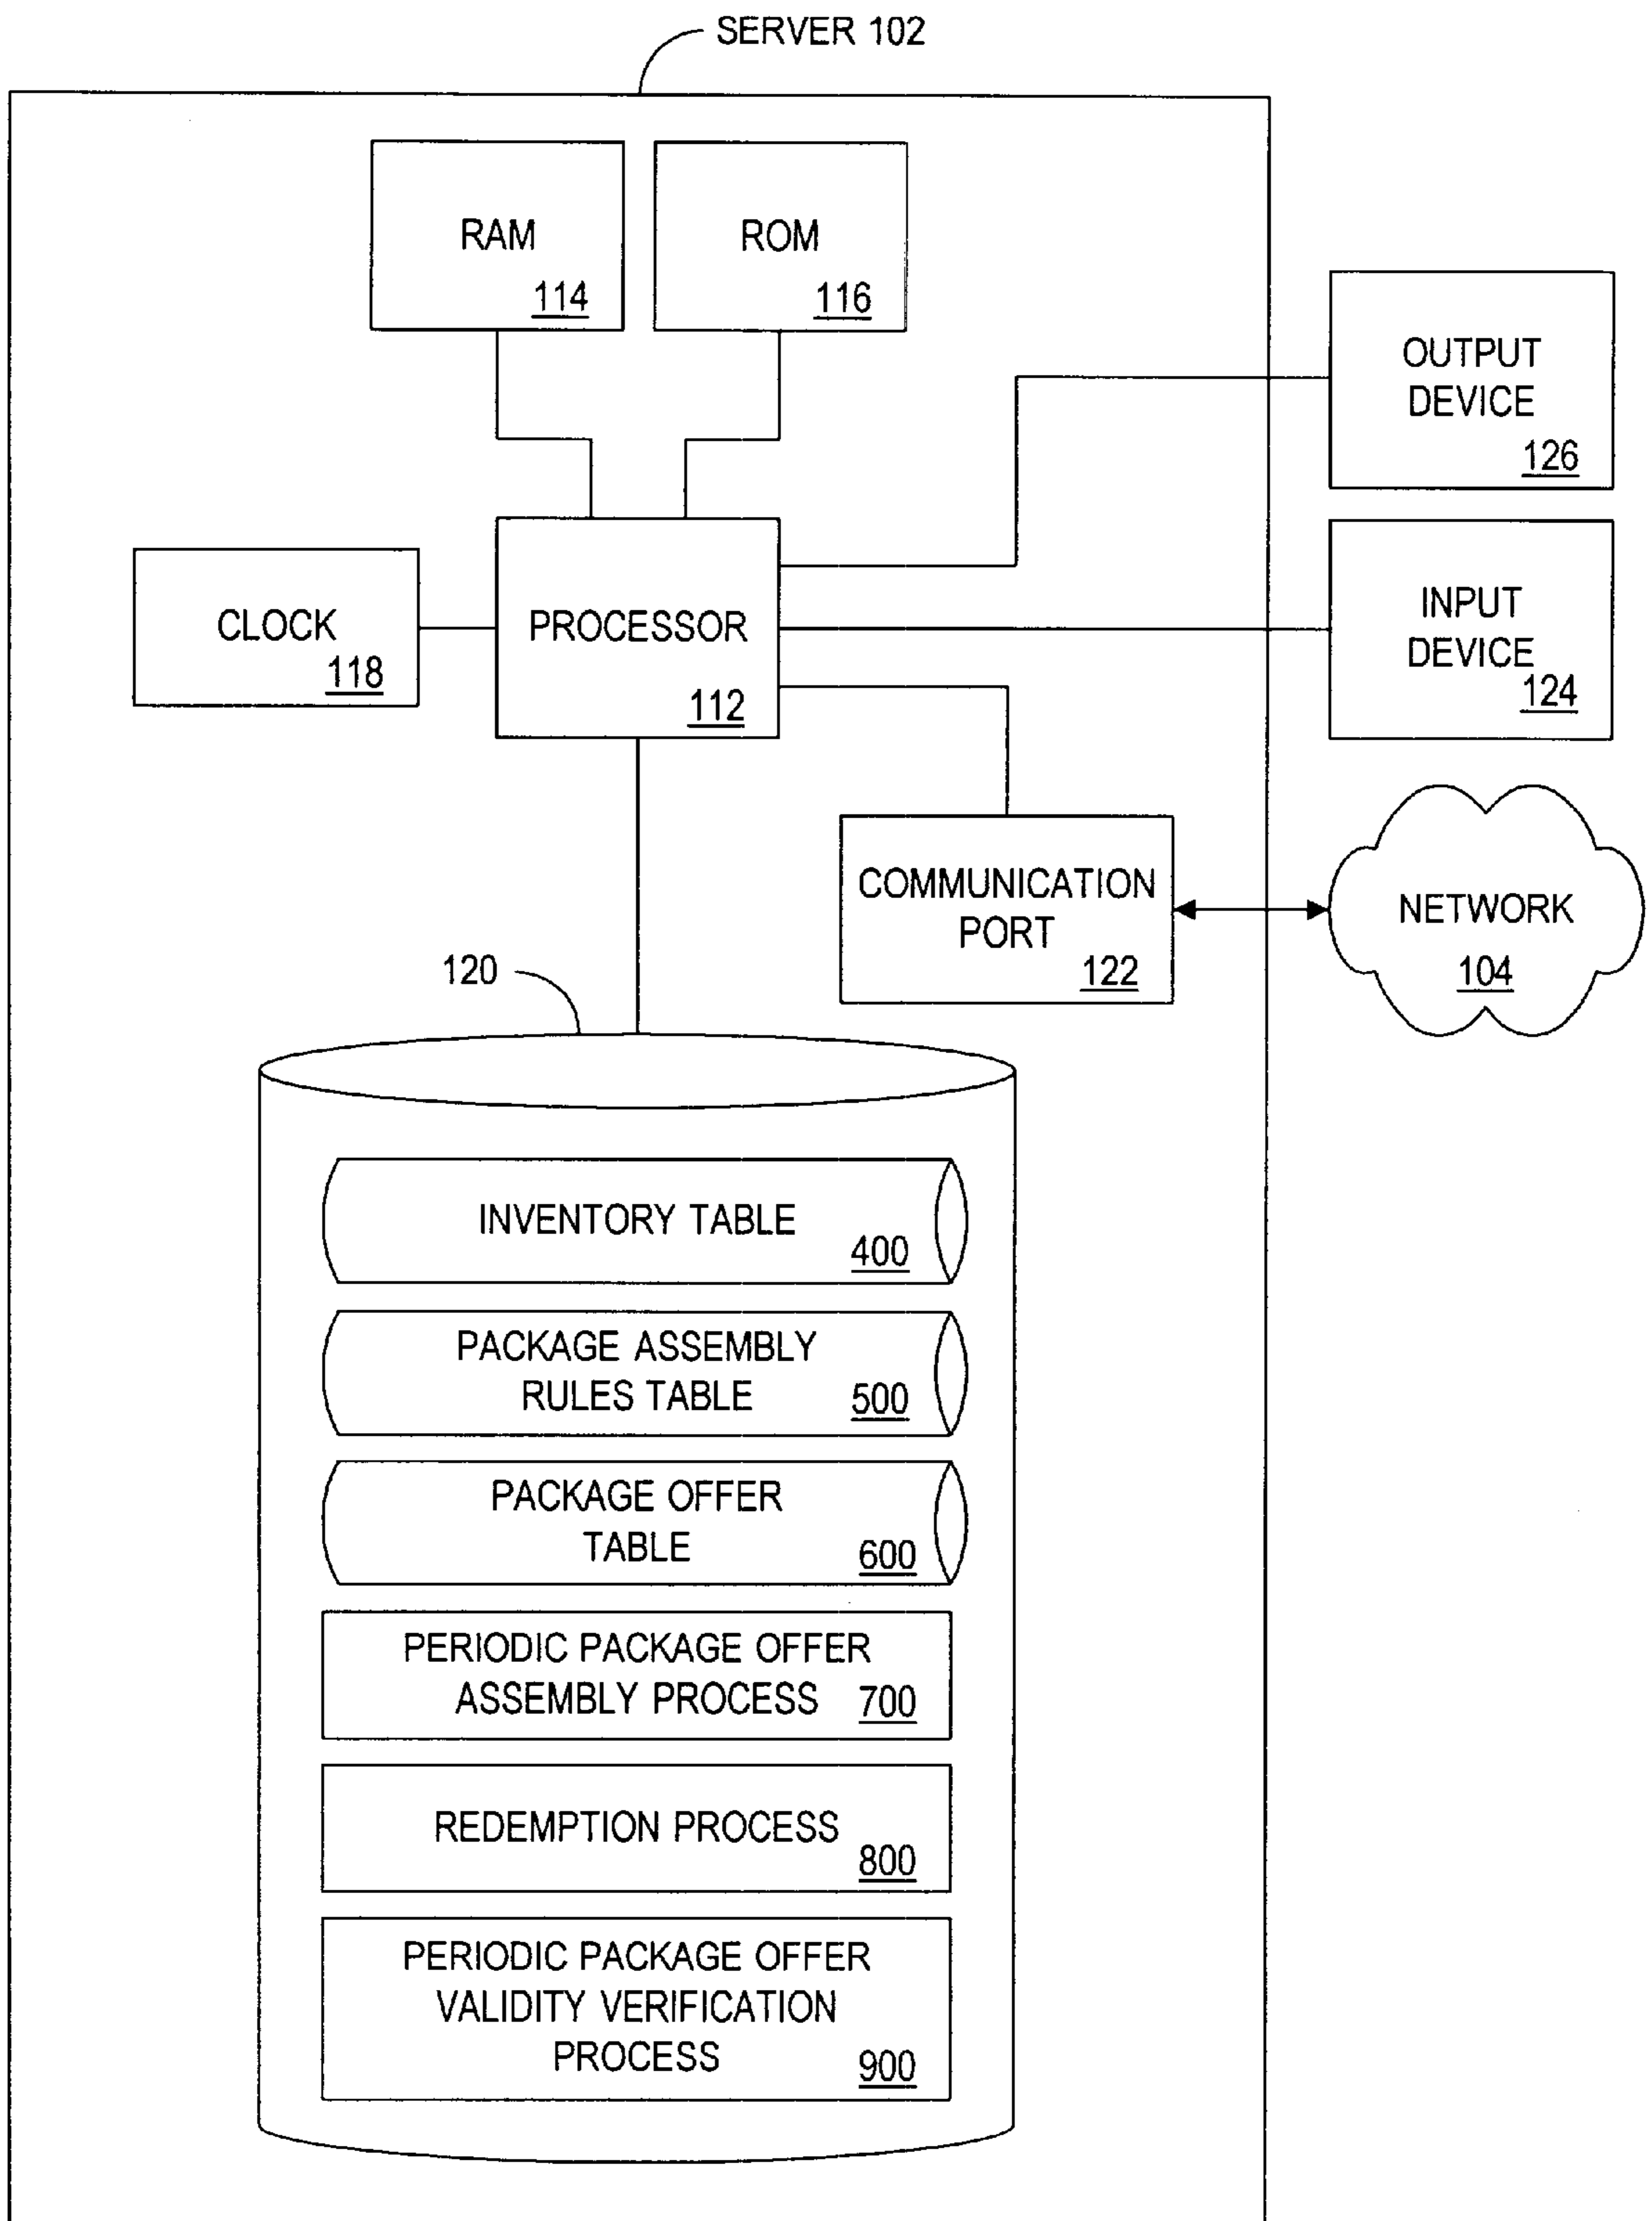 SERVER 102
RAM
114
ROM
116
OUTPUT
DEVICE
126
CLOCK
118
PROCESSOR
112
INPUT
DEVICE
124
COMMUNICATION
PORT
122
NETWORK
104
120
INVENTORY TABLE
400
PACKAGE ASSEMBLY
RULES TABLE 500
PACKAGE OFFER
TABLE
600
PERIODIC PACKAGE OFFER
ASSEMBLY PROCESS 700
REDEMPTION PROCESS
800
PERIODIC PACKAGE OFFER
VALIDITY VERIFICATION
PROCESS 900